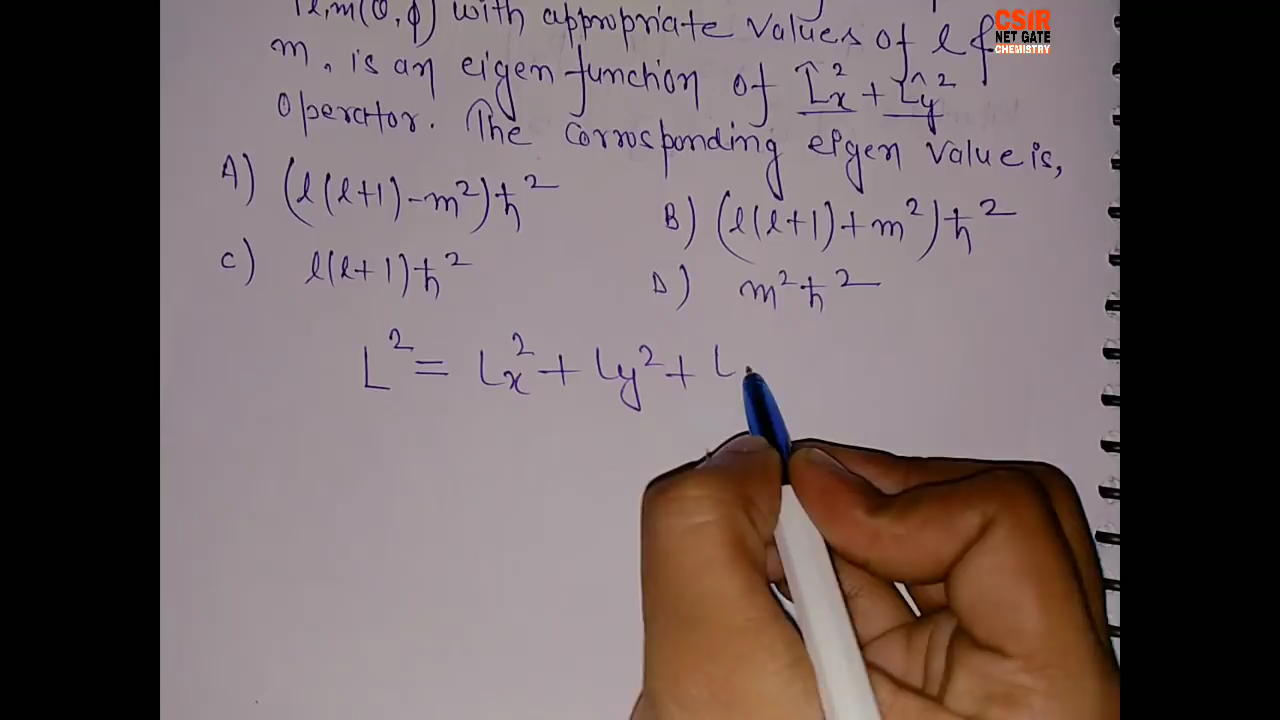 Yl,m(θ,ϕ) with appropriate values of l &
CSIR
NET GATE
CHEMISTRY
m, is an eigen function of L̂x² + L̂y²
Operator. The corrosponding eigen value is,
A) (l(l+1)-m²)ħ²
B) (l(l+1)+m²)ħ²
C) l(l+1)ħ²
D) m²ħ²
L² = Lx² + Ly² + L